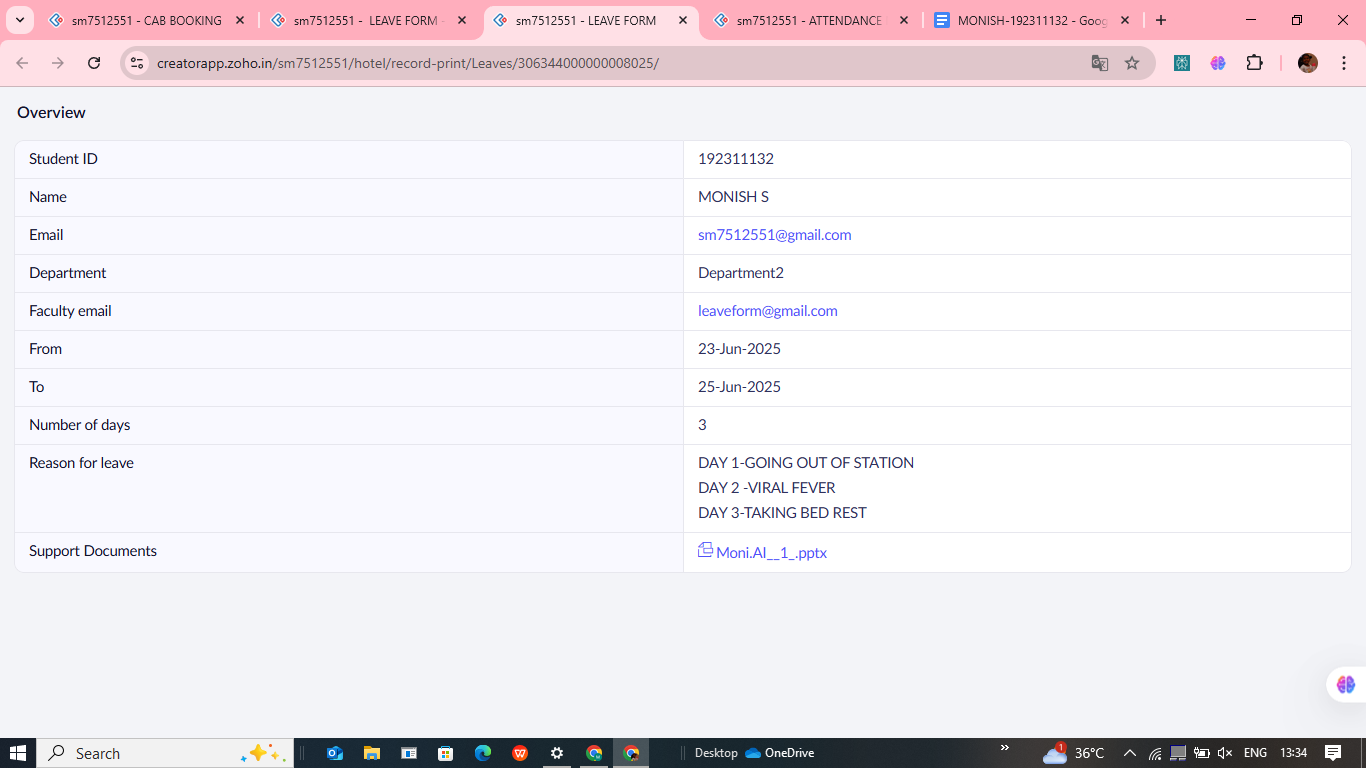 sm7512551 - CAB BOOKING
sm7512551 - LEAVE FORM -
sm7512551 - LEAVE FORM
sm7512551 - ATTENDANCE
MONISH-192311132 - Goog
creatorapp.zoho.in/sm7512551/hotel/record-print/Leaves/306344000000008025/
Overview
Student ID 192311132
Name MONISH S
Email sm7512551@gmail.com
Department Department2
Faculty email leaveform@gmail.com
From 23-Jun-2025
To 25-Jun-2025
Number of days 3
Reason for leave DAY 1-GOING OUT OF STATION
DAY 2 -VIRAL FEVER
DAY 3-TAKING BED REST
Support Documents Moni.AI__1_.pptx
Search
Desktop
OneDrive
1
36°C
ENG
13:34